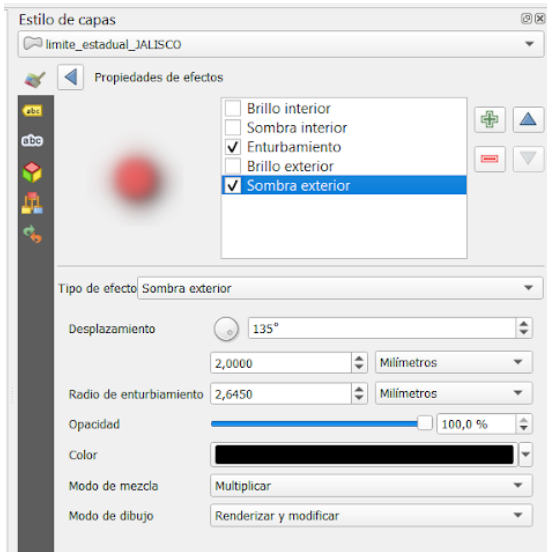 Estilo de capas
limite_estadual_JALISCO
Propiedades de efectos
abc
abc
Brillo interior
Sombra interior
Enturbamiento
Brillo exterior
Sombra exterior
Tipo de efecto Sombra exterior
Desplazamiento 135°
2,0000 Milímetros
Radio de enturbiamiento 2,6450 Milímetros
Opacidad 100,0 %
Color
Modo de mezcla Multiplicar
Modo de dibujo Renderizar y modificar